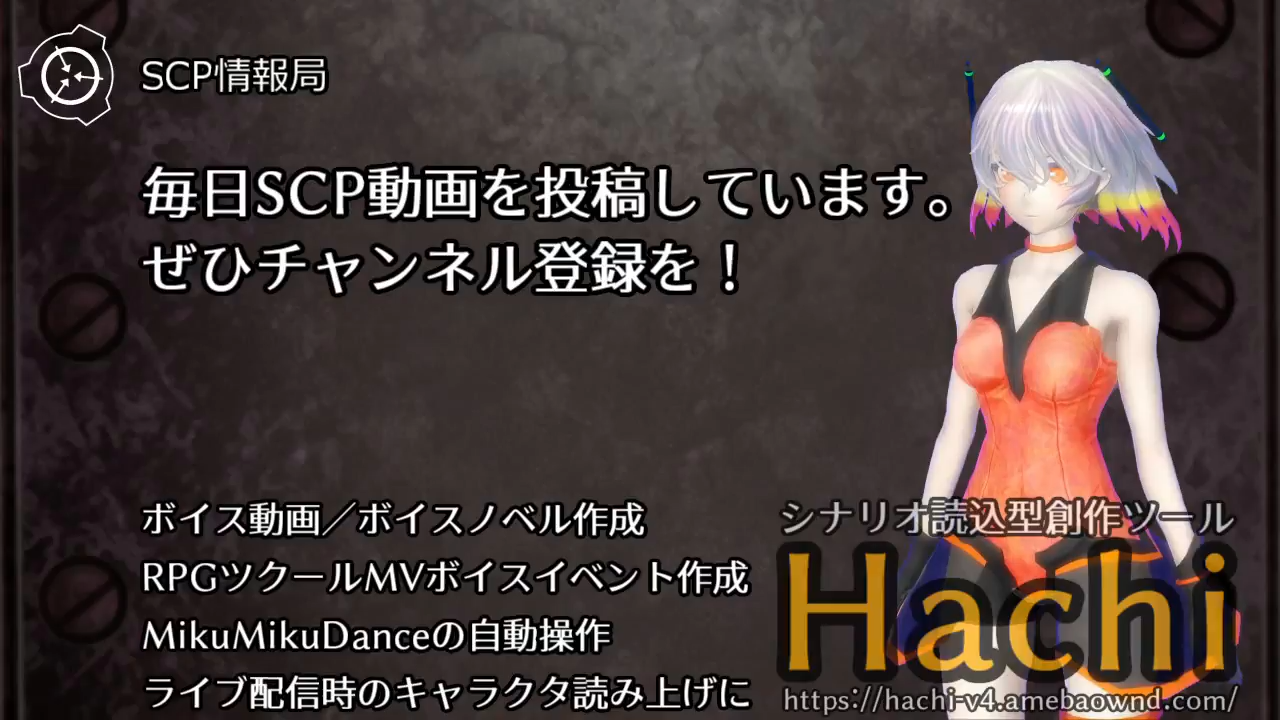 SCP情報局
毎日SCP動画を投稿しています。
ぜひチャンネル登録を！
ボイス動画／ボイスノベル作成
RPGツクールMVボイスイベント作成
MikuMikuDanceの自動操作
ライブ配信時のキャラクタ読み上げに
シナリオ読込型創作ツール
Hachi
https://hachi-v4.amebaownd.com/